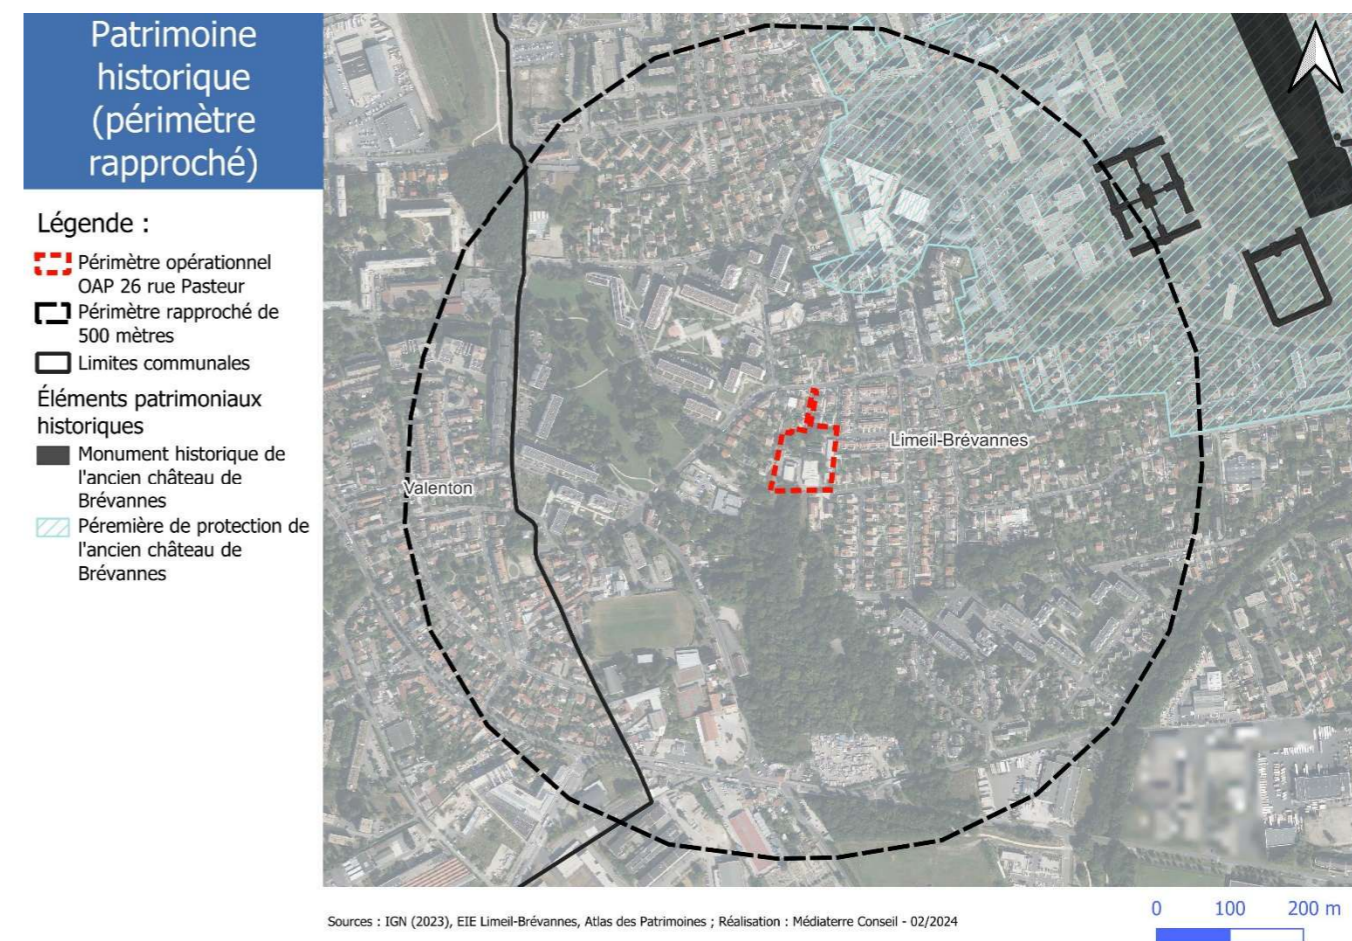 Patrimoine
historique
(périmètre
rapproché)
Légende :
Périmètre opérationnel
OAP 26 rue Pasteur
Périmètre rapproché de
500 mètres
Limites communales
Éléments patrimoniaux
historiques
Monument historique de
l'ancien château de
Brévannes
Péremière de protection de
l'ancien château de
Brévannes
Limeil-Brévannes
Valenton
Sources : IGN (2023), EIE Limeil-Brévannes, Atlas des Patrimoines ; Réalisation : Médiaterre Conseil - 02/2024
0 100 200 m